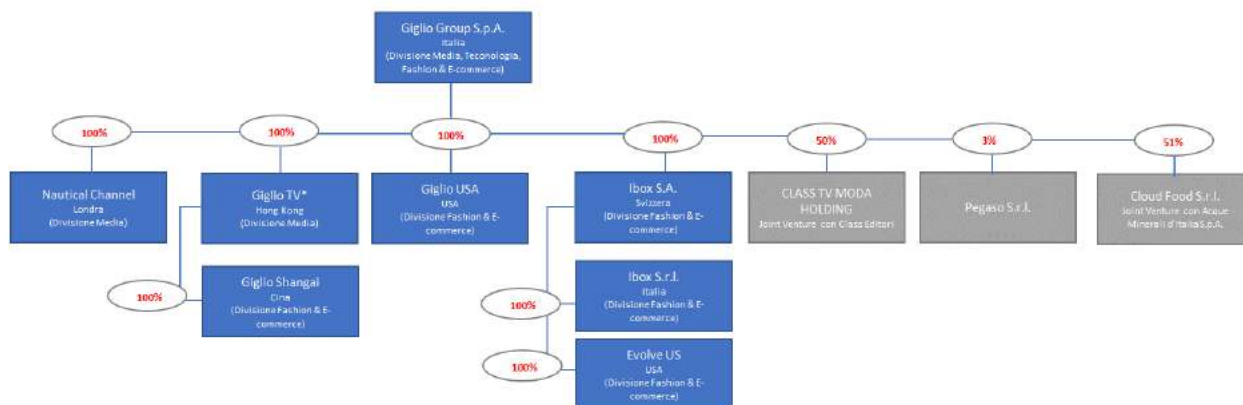 Giglio Group S.p.A.
Italia
(Divisione Media, Teconologia,
Fashion & E-commerce)
100%
100%
100%
100%
50%
3%
51%
Nautical Channel
Londra
(Divisione Media)
Giglio TV*
Hong Kong
(Divisione Media)
Giglio USA
USA
(Divisione Fashion & E-
commerce)
Ibox S.A.
Svizzera
(Divisione Fashion & E-
commerce)
CLASS TV MODA
HOLDING
Joint Venture con Class Editori
Pegaso S.r.l.
Cloud Food S.r.l.
Joint Venture con Acque
Minerali d'Italia S.p.A.
100%
Giglio Shangai
Cina
(Divisione Fashion & E-
commerce)
100%
Ibox S.r.l.
Italia
(Divisione Fashion & E-
commerce)
100%
Evolve US
USA
(Divisione Fashion & E-
commerce)